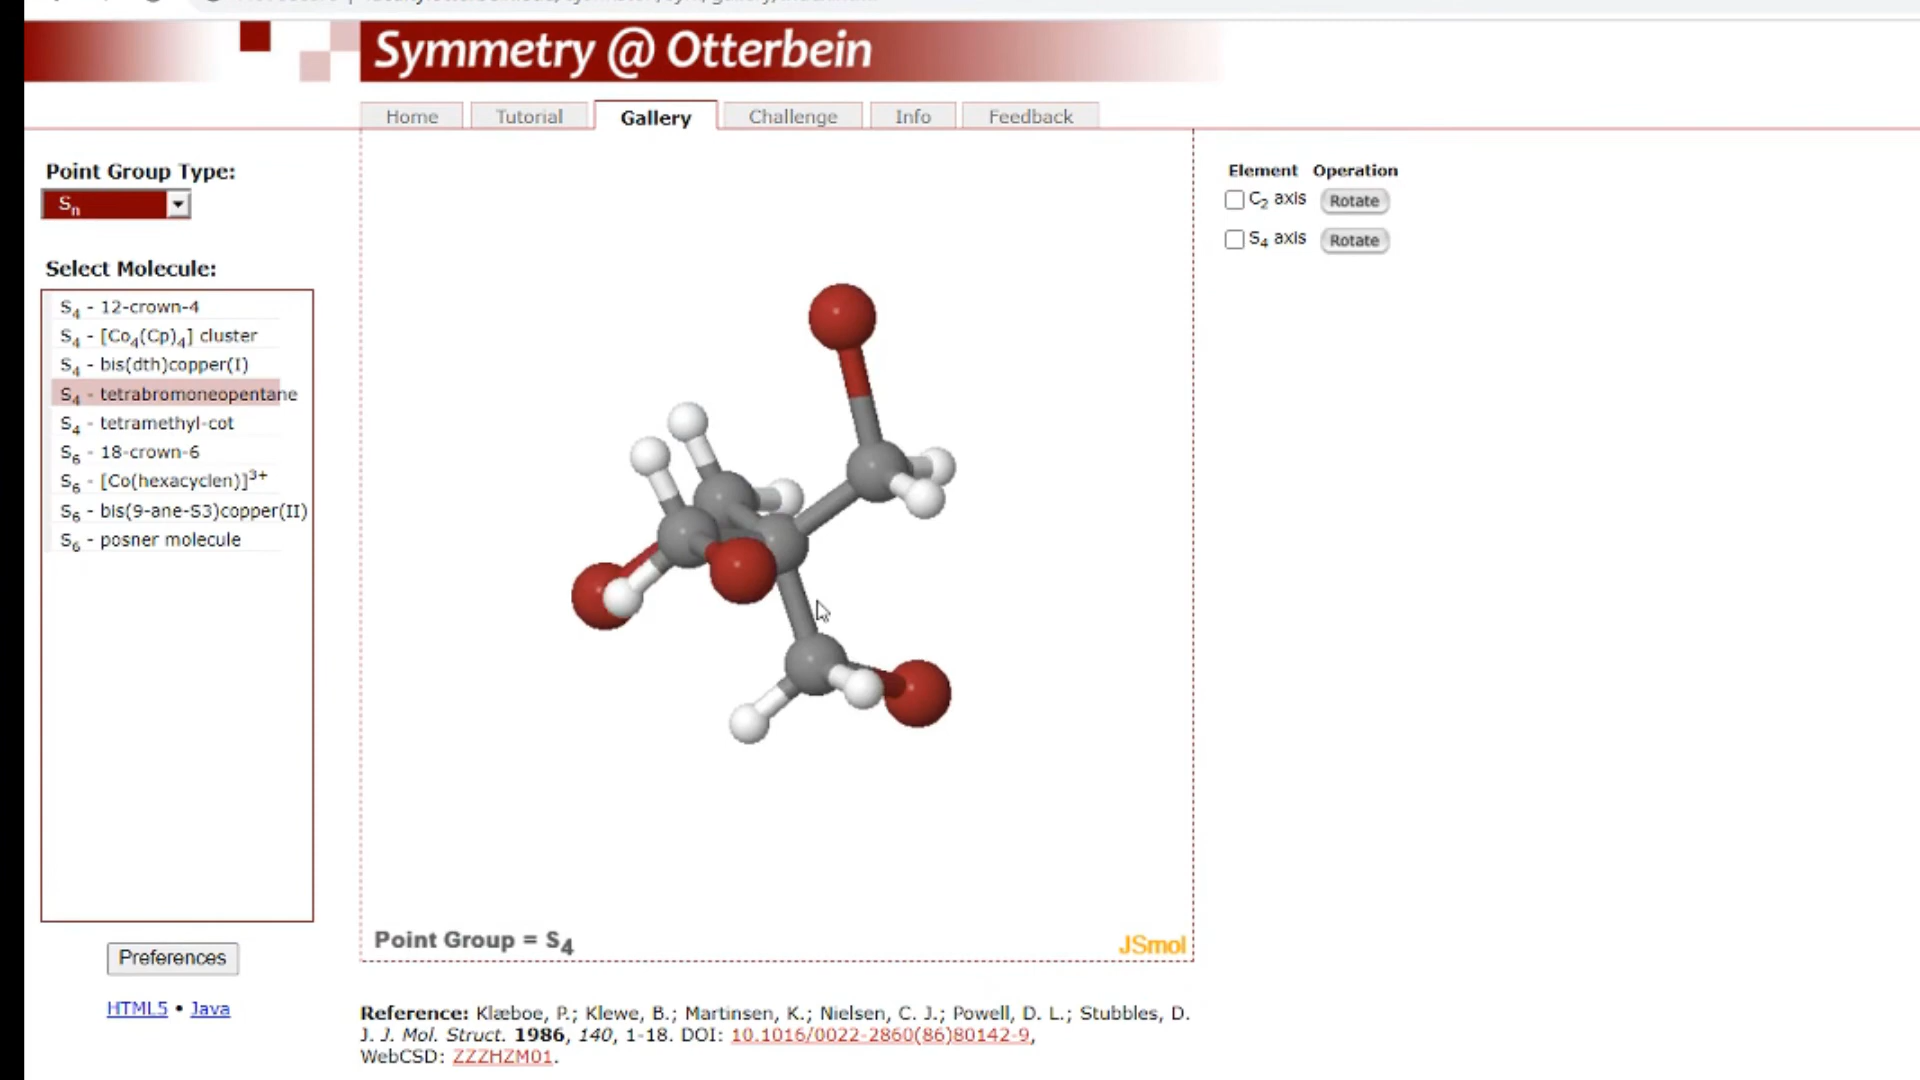 Symmetry @ Otterbein
Home Tutorial Gallery Challenge Info Feedback
Point Group Type:
Sn
Select Molecule:
S4 - 12-crown-4
S4 - [Co4(Cp)4] cluster
S4 - bis(dth)copper(I)
S4 - tetrabromoneopentane
S4 - tetramethyl-cot
S6 - 18-crown-6
S6 - [Co(hexacyclen)]3+
S6 - bis(9-ane-S3)copper(II)
S6 - posner molecule
Preferences
HTML5 • Java
Element Operation
C2 axis Rotate
S4 axis Rotate
Point Group = S4
JSmol
Reference: Klæboe, P.; Klewe, B.; Martinsen, K.; Nielsen, C. J.; Powell, D. L.; Stubbles, D.
J. J. Mol. Struct. 1986, 140, 1-18. DOI: 10.1016/0022-2860(86)80142-9,
WebCSD: ZZZHZM01.